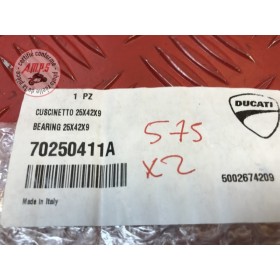 1 PZ
CUSCINETTO 25X42X9
BEARING 25X42X9
70250411A
Made in Italy
DUCATI
5002674209
575
X2